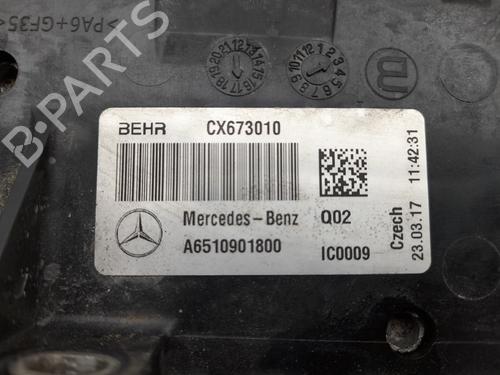 >PA6+GF35<
BEHR CX673010
Mercedes-Benz Q02
A6510901800 IC0009
Czech
23.03.17 11:42:31
B-PARTS